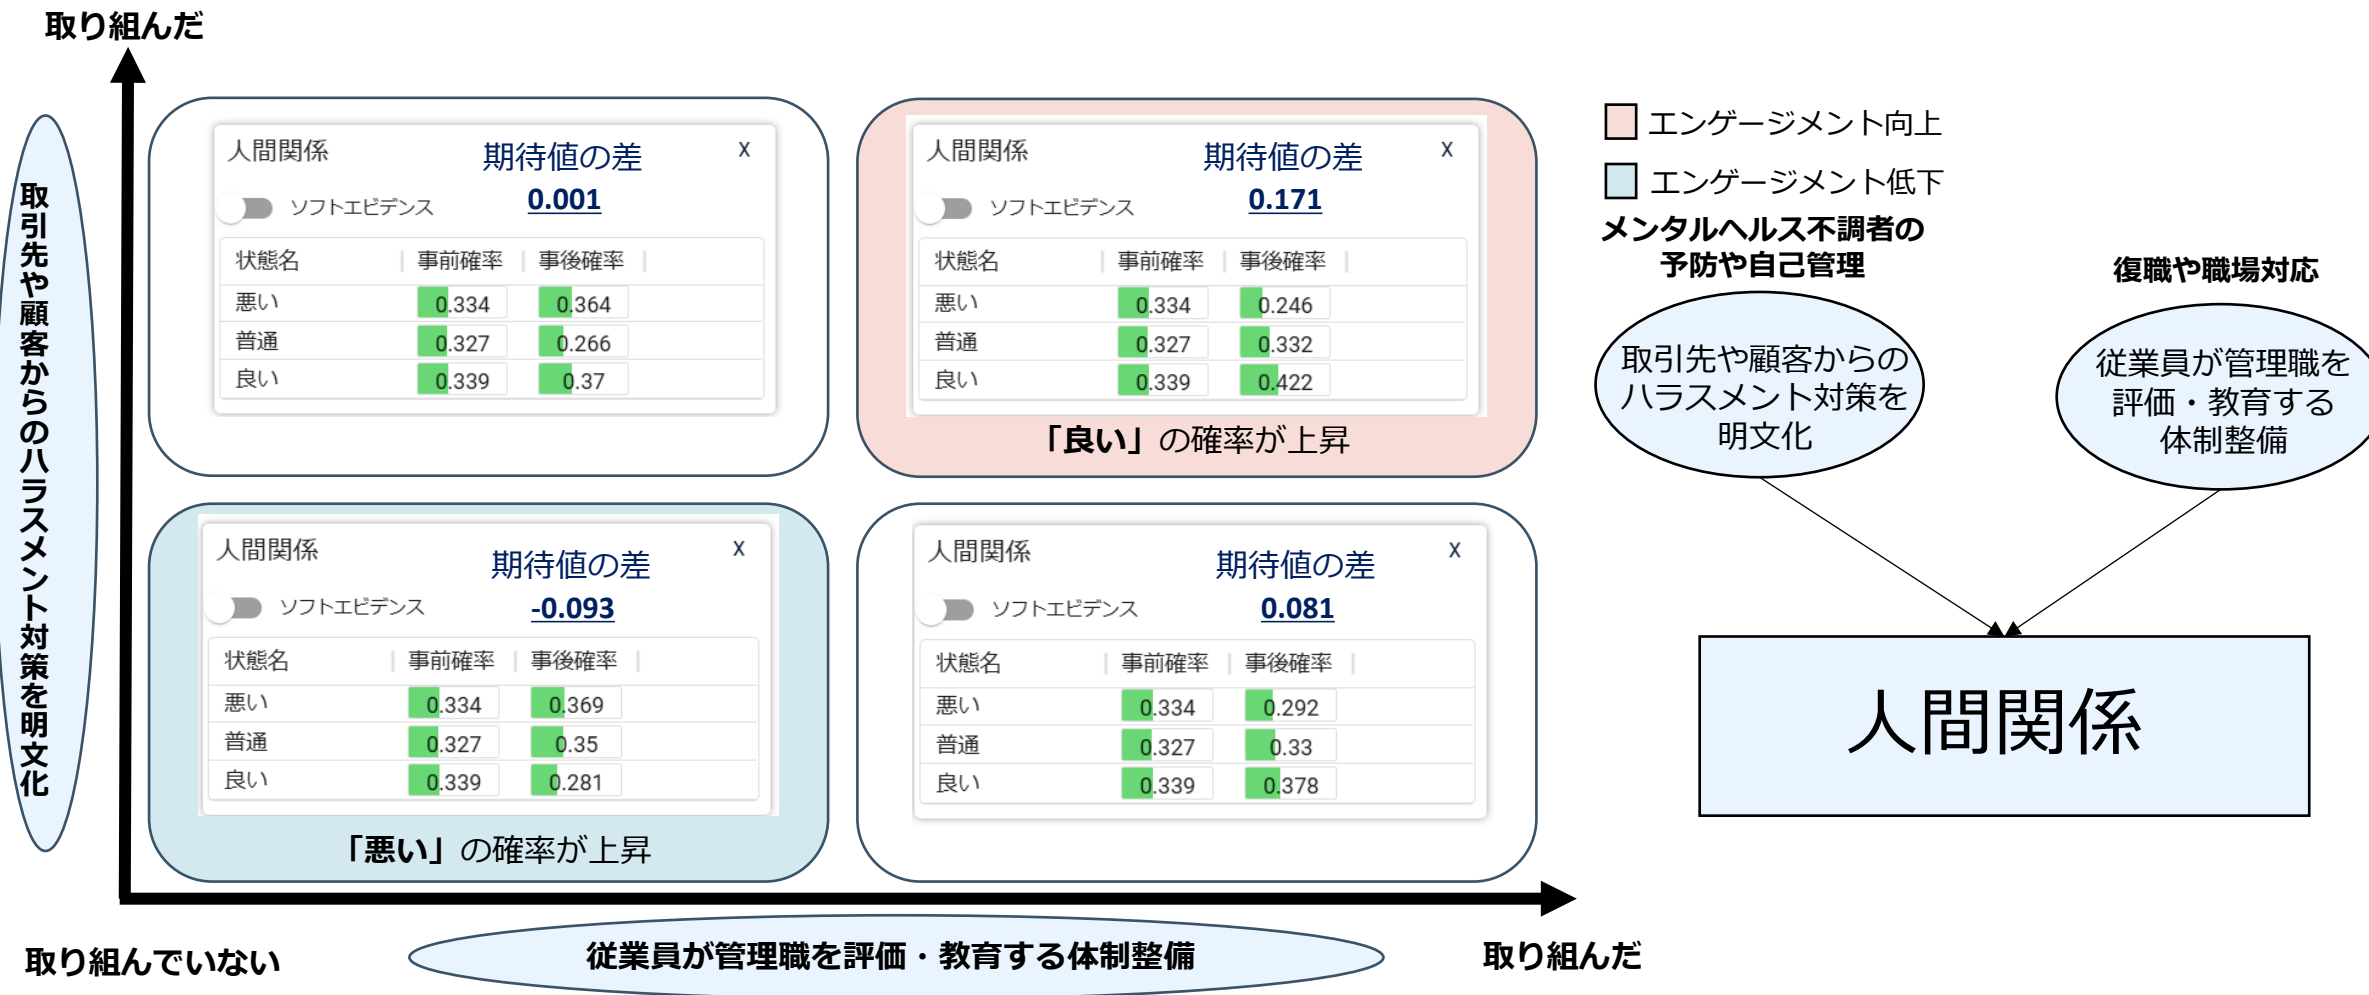 取り組んだ
取引先や顧客からのハラスメント対策を明文化
人間関係
期待値の差
X
ソフトエビデンス
0.001
状態名 事前確率 事後確率
悪い 0.334 0.364
普通 0.327 0.266
良い 0.339 0.37
人間関係
期待値の差
X
ソフトエビデンス
0.171
状態名 事前確率 事後確率
悪い 0.334 0.246
普通 0.327 0.332
良い 0.339 0.422
「良い」の確率が上昇
人間関係
期待値の差
X
ソフトエビデンス
-0.093
状態名 事前確率 事後確率
悪い 0.334 0.369
普通 0.327 0.35
良い 0.339 0.281
「悪い」の確率が上昇
人間関係
期待値の差
X
ソフトエビデンス
0.081
状態名 事前確率 事後確率
悪い 0.334 0.292
普通 0.327 0.33
良い 0.339 0.378
取り組んでいない
従業員が管理職を評価・教育する体制整備
取り組んだ
エンゲージメント向上
エンゲージメント低下
メンタルヘルス不調者の
予防や自己管理
取引先や顧客からの
ハラスメント対策を
明文化
復職や職場対応
従業員が管理職を
評価・教育する
体制整備
人間関係